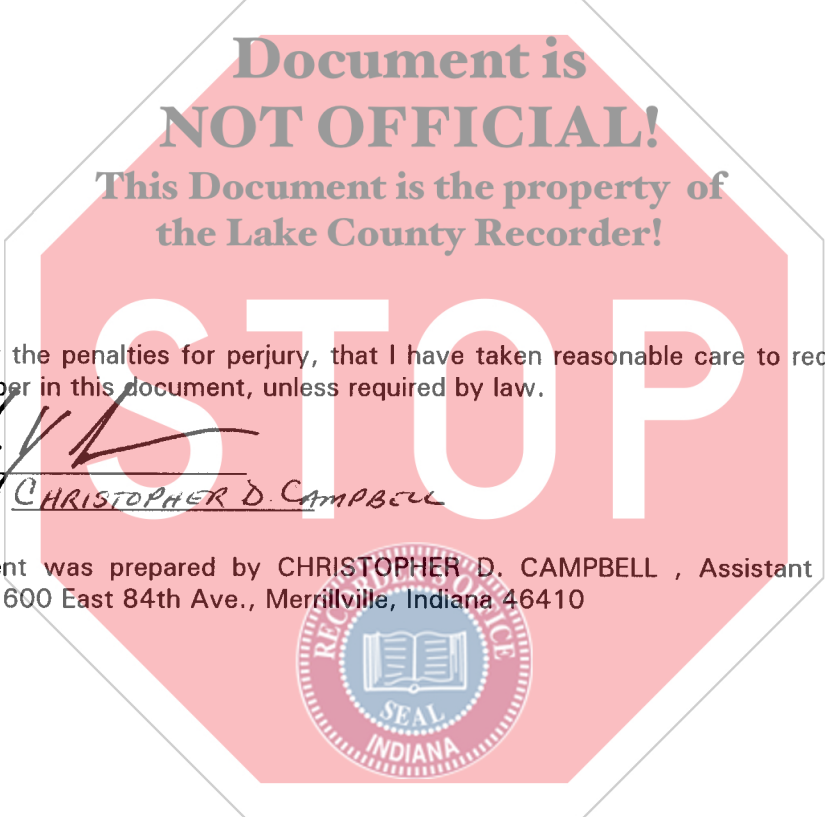 Document is
NOT OFFICIAL!
This Document is the property of
the Lake County Recorder!
STOP
the penalties for perjury, that I have taken reasonable care to
in this document, unless required by law.
CHRISTOPHER D. CAMPBELL
was prepared by CHRISTOPHER D. CAMPBELL , Assistant
600 East 84th Ave., Merrillville, Indiana 46410
RECORDER'S OFFICE
SEAL
INDIANA